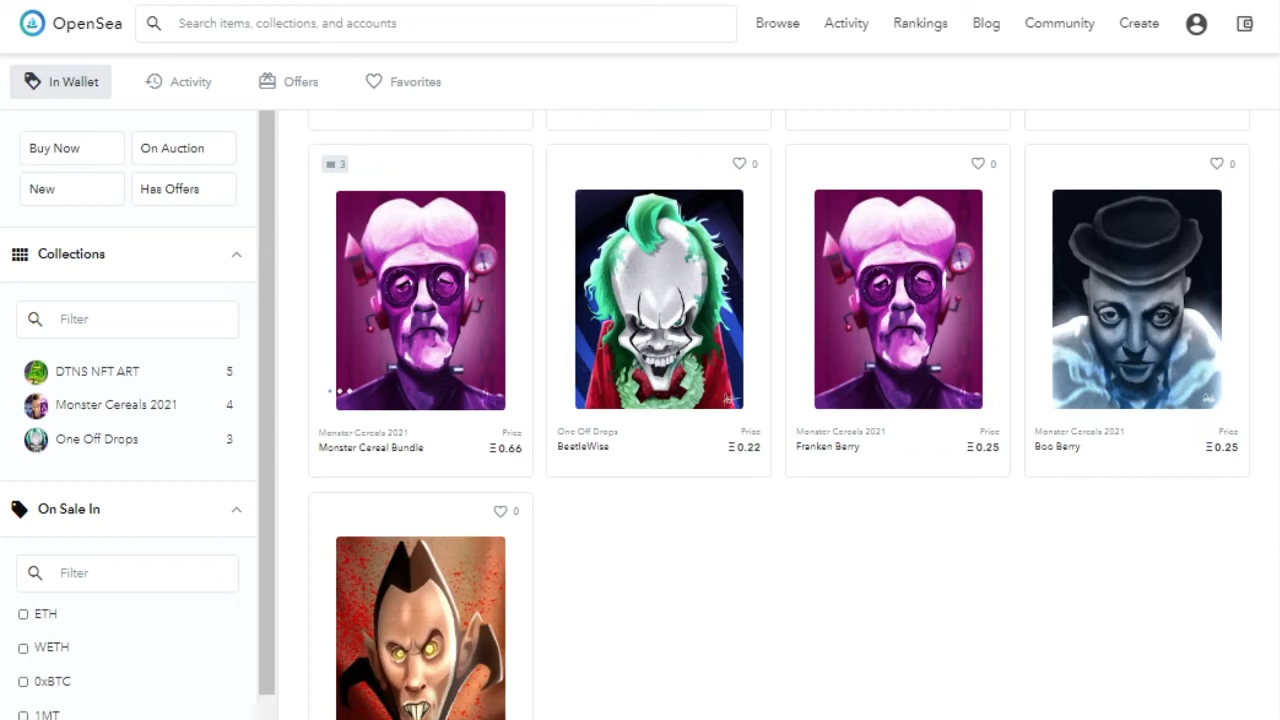 OpenSea
Search items, collections, and accounts
Browse
Activity
Rankings
Blog
Community
Create
In Wallet
Activity
Offers
Favorites
Buy Now
On Auction
New
Has Offers
Collections
Filter
DTNS NFT ART 5
Monster Cereals 2021 4
One Off Drops 3
On Sale In
Filter
ETH
WETH
0xBTC
1MT
3
Monster Cereals 2021 Price
Monster Cereal Bundle Ξ 0.66
0
One Off Drops Price
BeetleWise Ξ 0.22
0
Monster Cereals 2021 Price
Franken Berry Ξ 0.25
0
Monster Cereals 2021 Price
Boo Berry Ξ 0.25
0